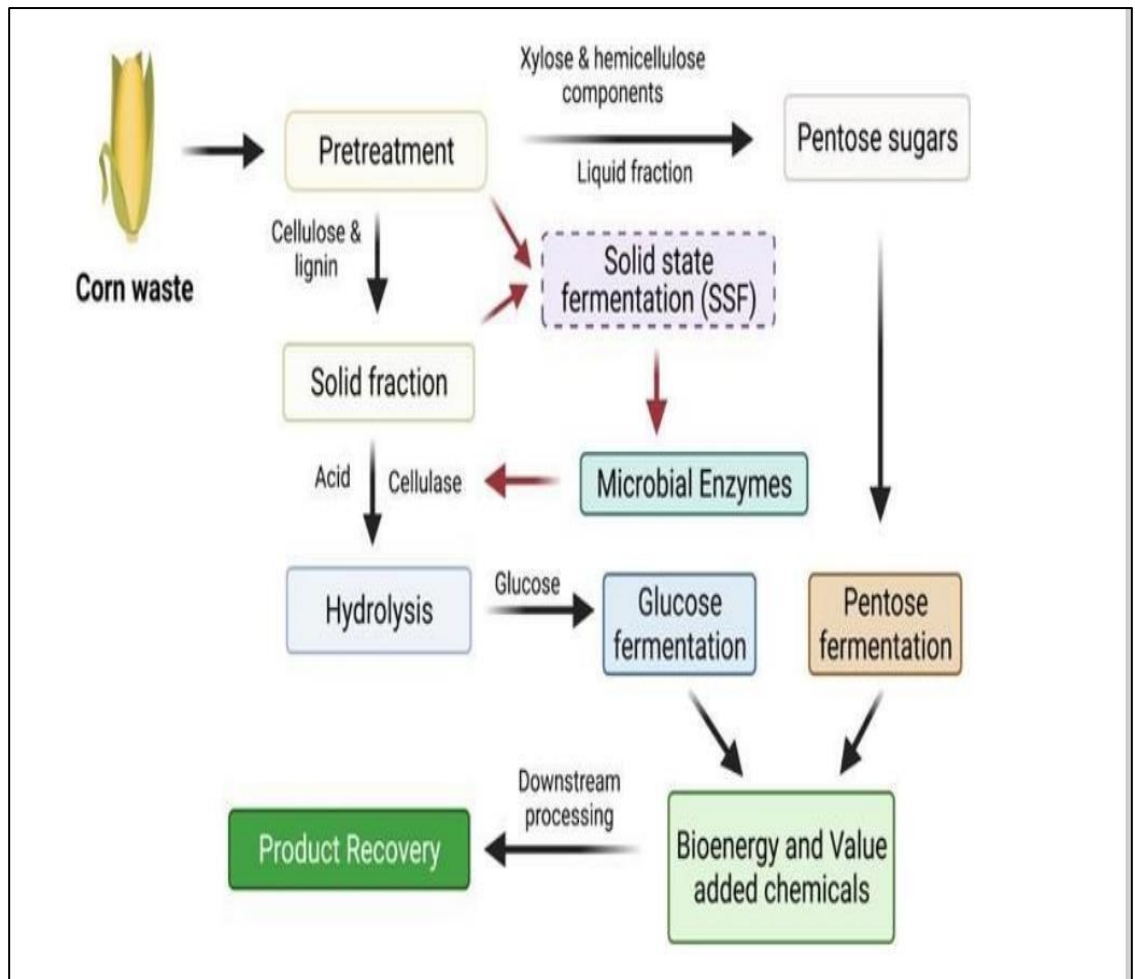 Xylose & hemicellulose
components
Pretreatment
Pentose sugars
Liquid fraction
Cellulose &
lignin
Corn waste
Solid state
fermentation (SSF)
Solid fraction
Acid
Cellulase
Microbial Enzymes
Hydrolysis
Glucose
Glucose
fermentation
Pentose
fermentation
Downstream
processing
Product Recovery
Bioenergy and Value
added chemicals